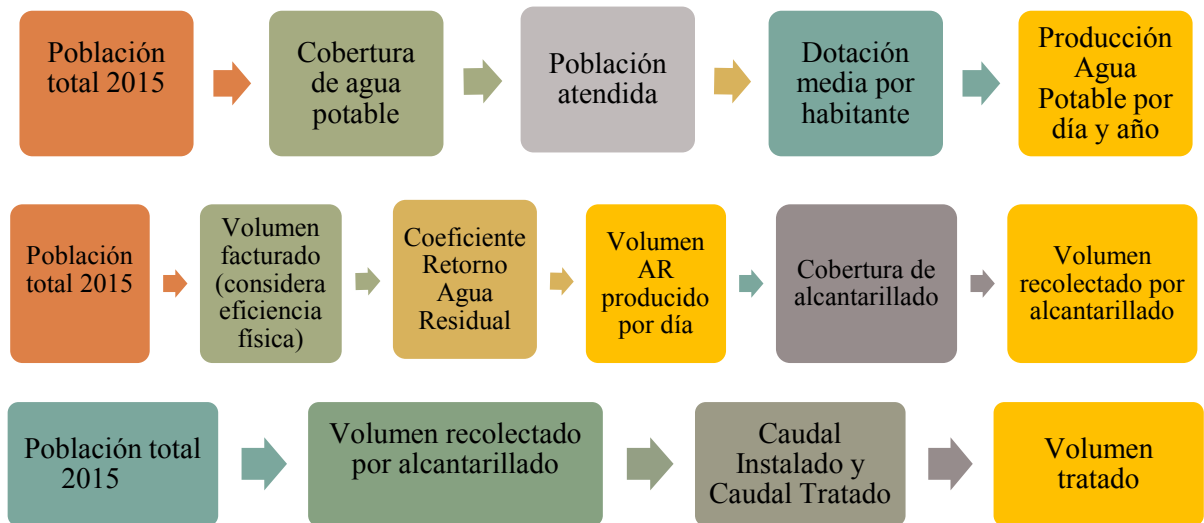 Población
total 2015
Cobertura
de agua
potable
Población
atendida
Dotación
media por
habitante
Producción
Agua
Potable por
día y año
Población
total 2015
Volumen
facturado
(considera
eficiencia
física)
Coeficiente
Retorno
Agua
Residual
Volumen
AR
producido
por día
Cobertura de
alcantarillado
Volumen
recolectado por
alcantarillado
Población total
2015
Volumen recolectado
por alcantarillado
Caudal
Instalado y
Caudal Tratado
Volumen
tratado